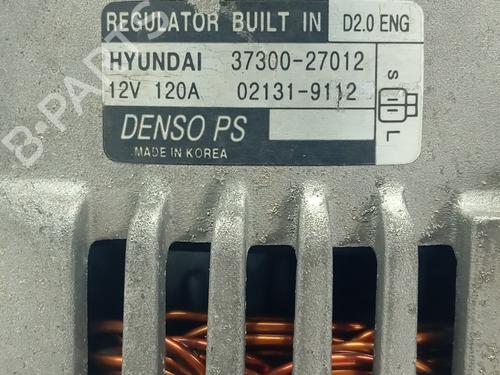 REGULATOR BUILT IN D2.0 ENG
HYUNDAI 37300-27012
12V 120A 02131-9112
S
L
DENSO PS
MADE IN KOREA
B-PARTS